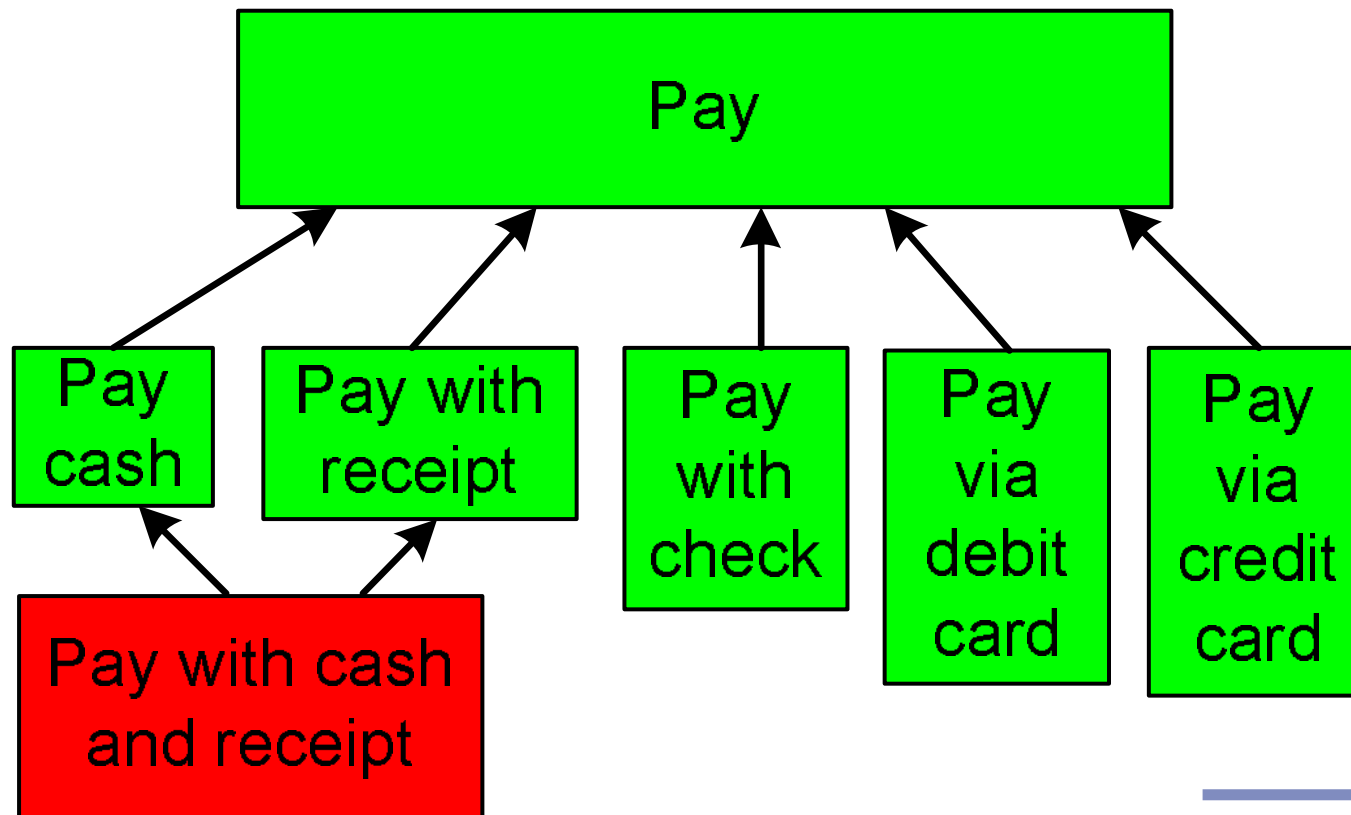 Pay
Pay
cash
Pay with
receipt
Pay
with
check
Pay
via
debit
card
Pay
via
credit
card
Pay with cash
and receipt